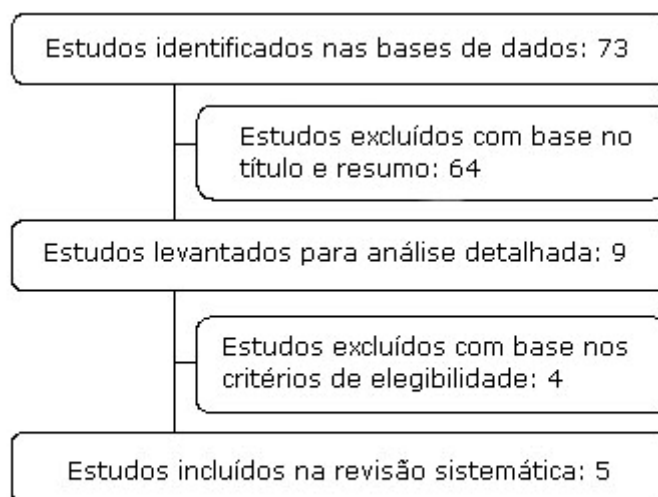 Estudos identificados nas bases de dados: 73
Estudos excluídos com base no
título e resumo: 64
Estudos levantados para análise detalhada: 9
Estudos excluídos com base nos
critérios de elegibilidade: 4
Estudos incluídos na revisão sistemática: 5